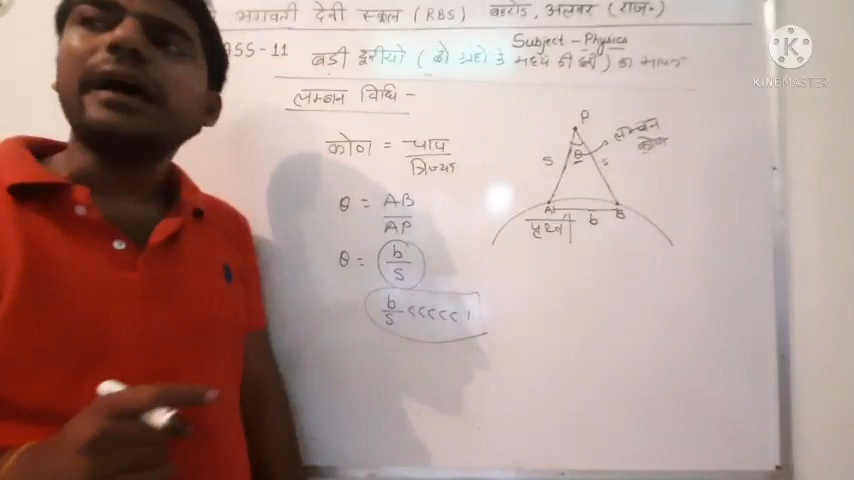 भगवती देवी स्कूल (RBS) बहरोड, अलवर (राज॰)
ASS-11
Subject - Physics
बडी दूरीयो ( दो ग्रहो के मध्य की दूरी ) का मापन
लम्बन विधि -
कोण = चाप
त्रिज्या
θ = AB
AP
θ = b
S
b
S <<<<<< 1
P
θ
S
S
लम्बन
कोण
A
B
b
पृथ्वी
K
KINEMASTER